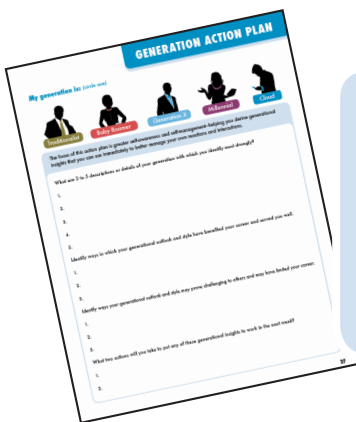 GENERATION ACTION PLAN
My generation is: (circle one)
Traditionalist
Baby Boomer
Generation X
Millennial
Cloud
The focus of this action plan is greater self-awareness and self-management–helping you derive generational
insights that you can use immediately to better manage your own reactions and interactions.
What are 3 to 5 descriptions or details of your generation with which you identify most strongly?
1.
2.
3.
4.
5.
Identify ways in which your generational outlook and style have benefited your career and served you well.
1.
2.
3.
Identify ways your generational outlook and style may prove challenging to others and may have limited your career.
1.
2.
3.
What two actions will you take to put any of these generational insights to work in the next week?
1.
2.
27